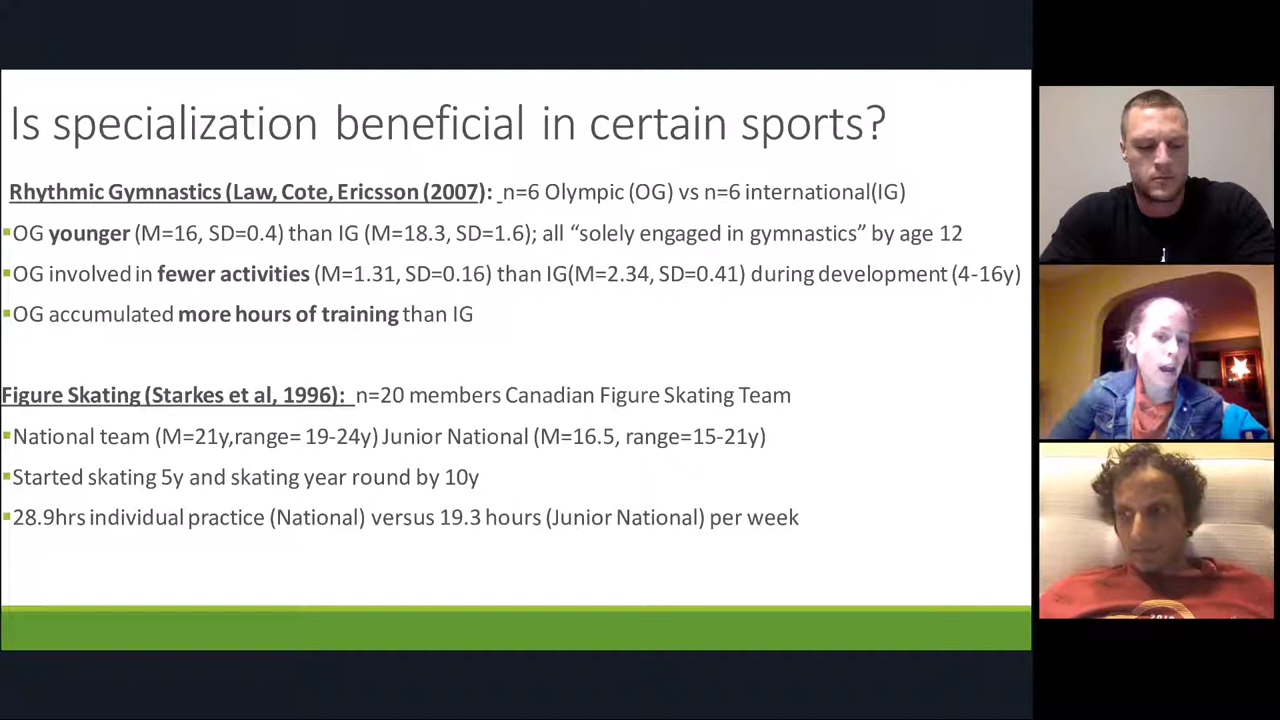 Is specialization beneficial in certain sports?
Rhythmic Gymnastics (Law, Cote, Ericsson (2007): n=6 Olympic (OG) vs n=6 international(IG)
OG younger (M=16, SD=0.4) than IG (M=18.3, SD=1.6); all “solely engaged in gymnastics” by age 12
OG involved in fewer activities (M=1.31, SD=0.16) than IG(M=2.34, SD=0.41) during development (4-16y)
OG accumulated more hours of training than IG
Figure Skating (Starkes et al, 1996): n=20 members Canadian Figure Skating Team
National team (M=21y,range= 19-24y) Junior National (M=16.5, range=15-21y)
Started skating 5y and skating year round by 10y
28.9hrs individual practice (National) versus 19.3 hours (Junior National) per week